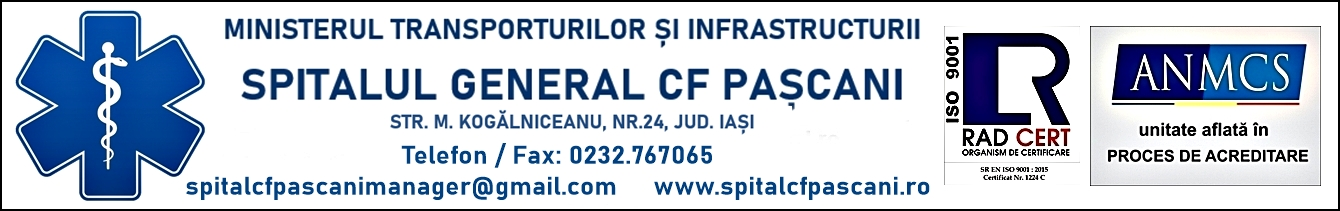 MINISTERUL TRANSPORTURILOR ȘI INFRASTRUCTURII
SPITALUL GENERAL CF PAȘCANI
STR. M. KOGĂLNICEANU, NR.24, JUD. IAȘI
Telefon / Fax: 0232.767065
spitalcfpascanimanager@gmail.com www.spitalcfpascani.ro
ISO 9001
R
RAD CERT
ORGANISM DE CERTIFICARE
SR EN ISO 9001 : 2015
Certificat Nr. 1224 C
ANMCS
unitate aflată în
PROCES DE ACREDITARE